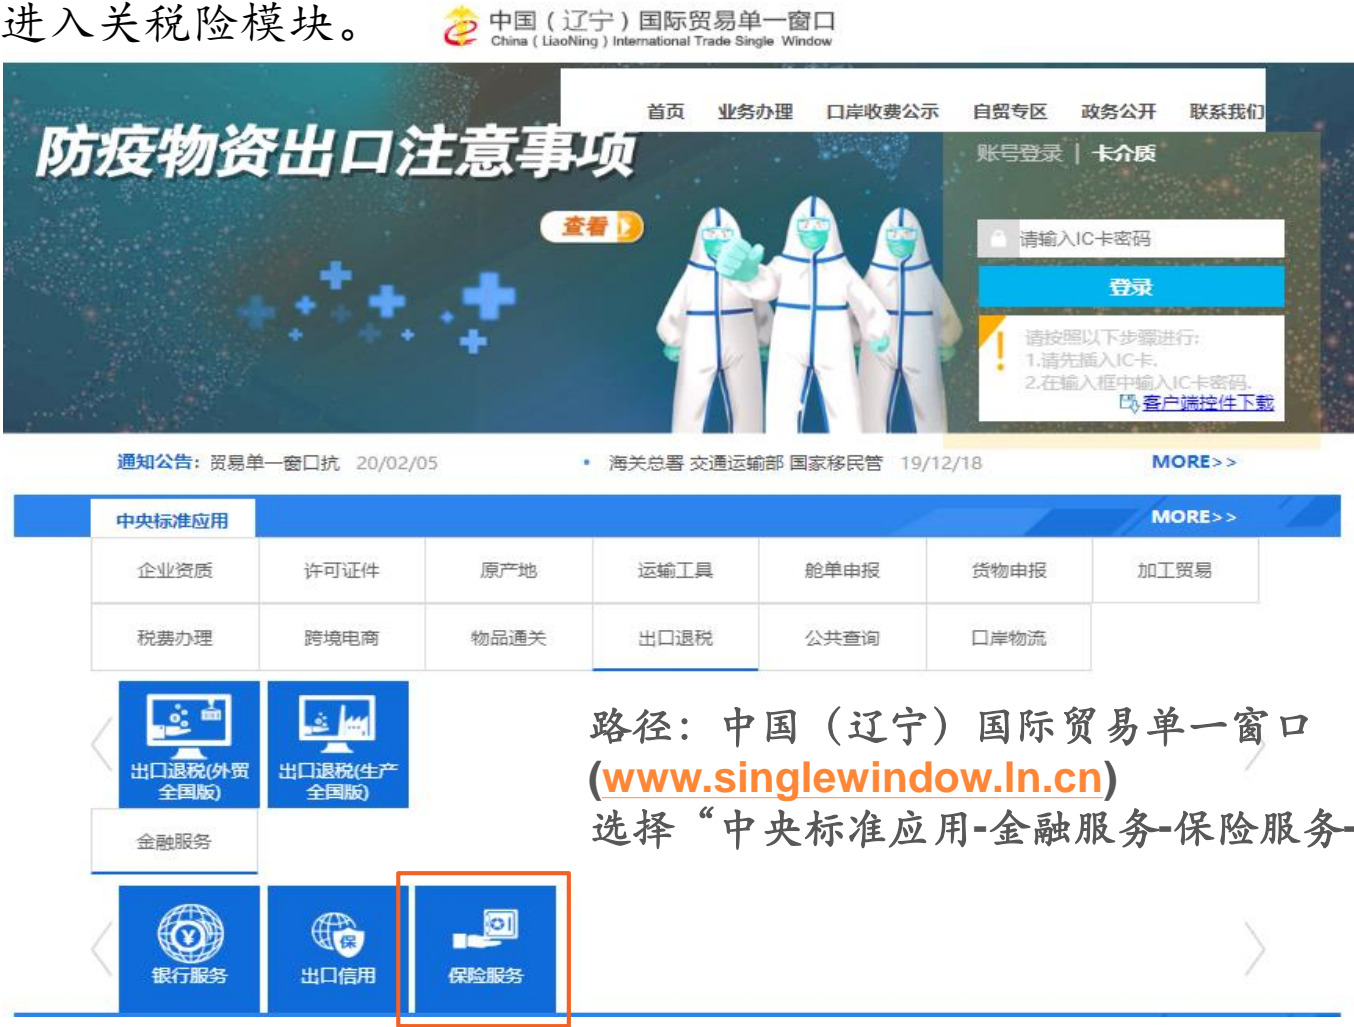 进入关税险模块。
中国（辽宁）国际贸易单一窗口
China ( LiaoNing ) International Trade Single Window
首页 业务办理 口岸收费公示 自贸专区 政务公开 联系我们
防疫物资出口注意事项
查看
账号登录 | 卡介质
请输入IC卡密码
登录
请按照以下步骤进行:
1.请先插入IC卡.
2.在输入框中输入IC卡密码.
客户端控件下载
通知公告: 贸易单一窗口抗 20/02/05 • 海关总署 交通运输部 国家移民管 19/12/18 MORE>>
中央标准应用 MORE>>
企业资质 许可证件 原产地 运输工具 舱单申报 货物申报 加工贸易
税费办理 跨境电商 物品通关 出口退税 公共查询 口岸物流
出口退税(外贸
全国版)
出口退税(生产
全国版)
路径：中国（辽宁）国际贸易单一窗口
(www.singlewindow.ln.cn)
选择“中央标准应用-金融服务-保险服务-
金融服务
保
银行服务 出口信用 保险服务